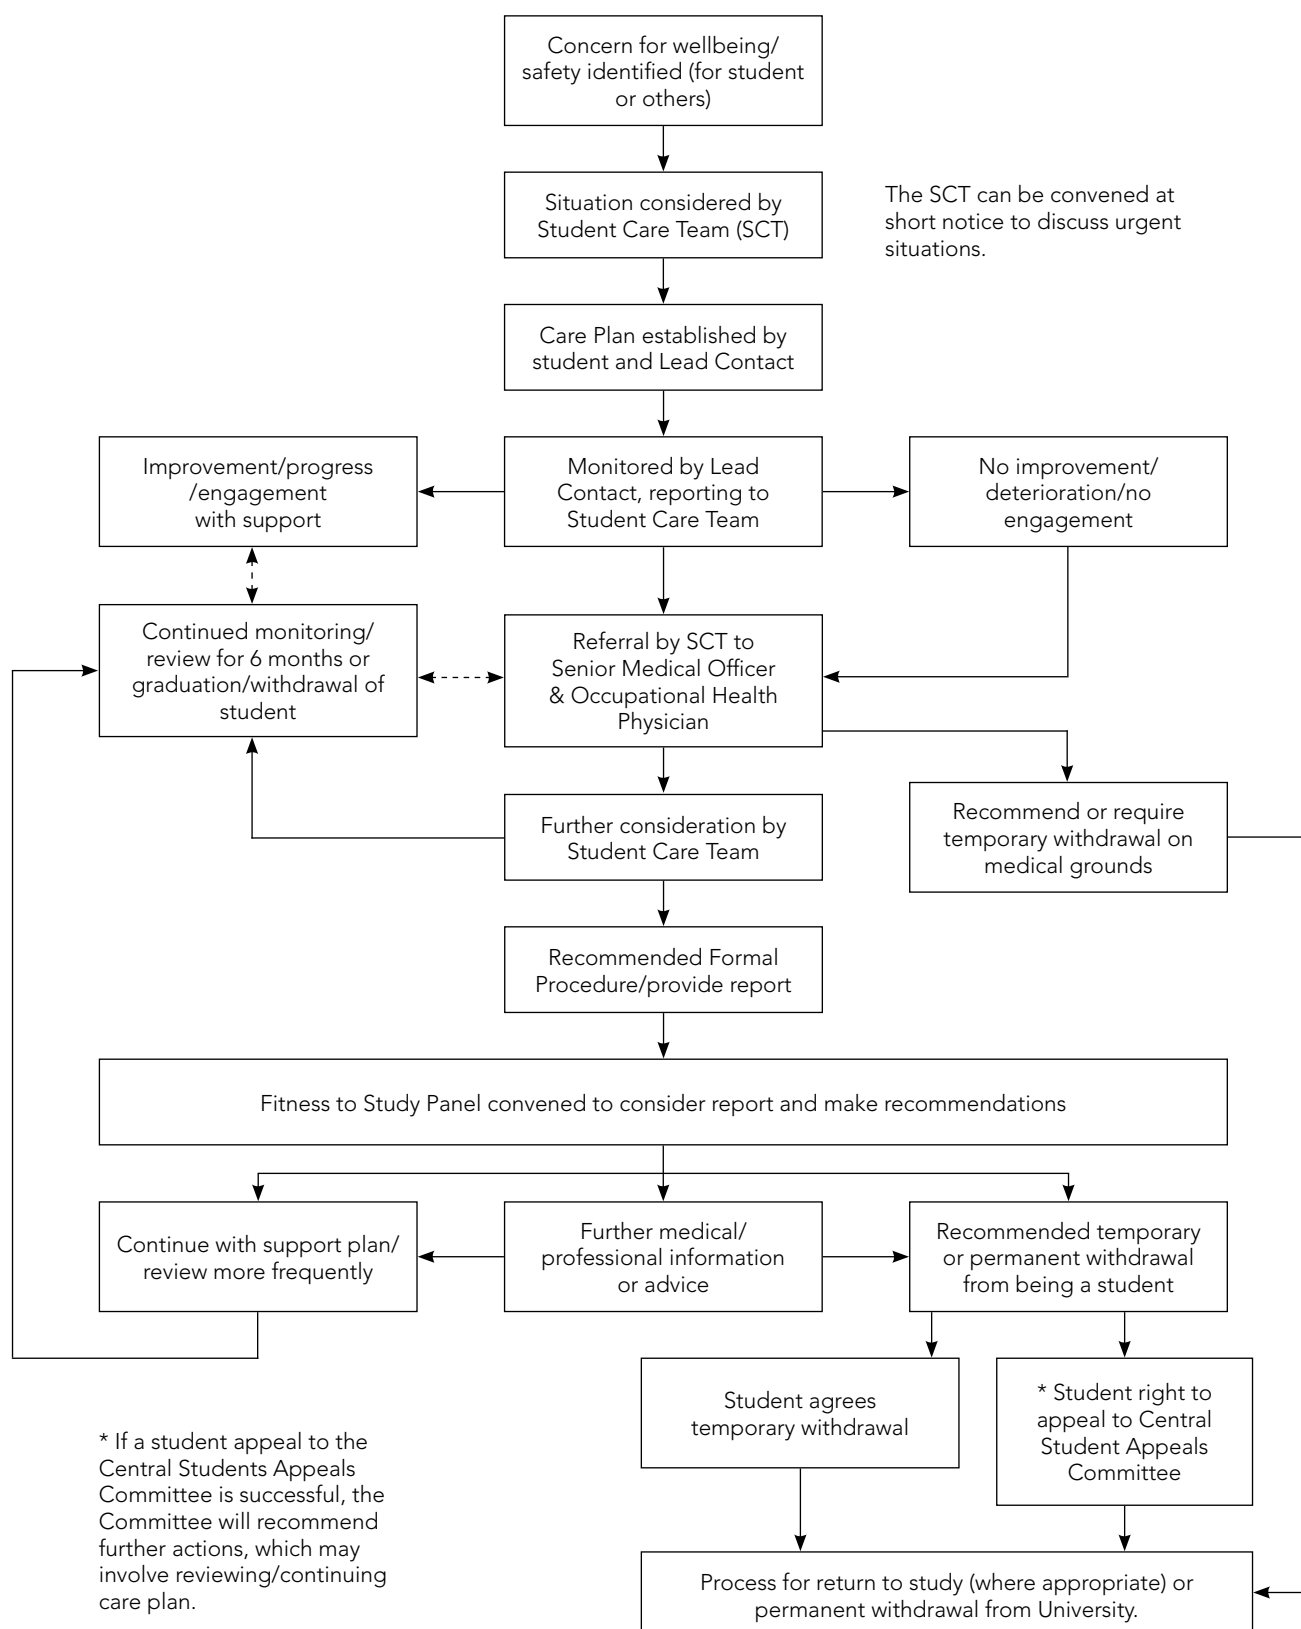 Concern for wellbeing/
safety identified (for student
or others)
Situation considered by
Student Care Team (SCT)
The SCT can be convened at
short notice to discuss urgent
situations.
Care Plan established by
student and Lead Contact
Improvement/progress
/engagement
with support
Monitored by Lead
Contact, reporting to
Student Care Team
No improvement/
deterioration/no
engagement
Continued monitoring/
review for 6 months or
graduation/withdrawal of
student
Referral by SCT to
Senior Medical Officer
& Occupational Health
Physician
Further consideration by
Student Care Team
Recommend or require
temporary withdrawal on
medical grounds
Recommended Formal
Procedure/provide report
Fitness to Study Panel convened to consider report and make recommendations
Continue with support plan/
review more frequently
Further medical/
professional information
or advice
Recommended temporary
or permanent withdrawal
from being a student
Student agrees
temporary withdrawal
* Student right to
appeal to Central
Student Appeals
Committee
* If a student appeal to the
Central Students Appeals
Committee is successful, the
Committee will recommend
further actions, which may
involve reviewing/continuing
care plan.
Process for return to study (where appropriate) or
permanent withdrawal from University.